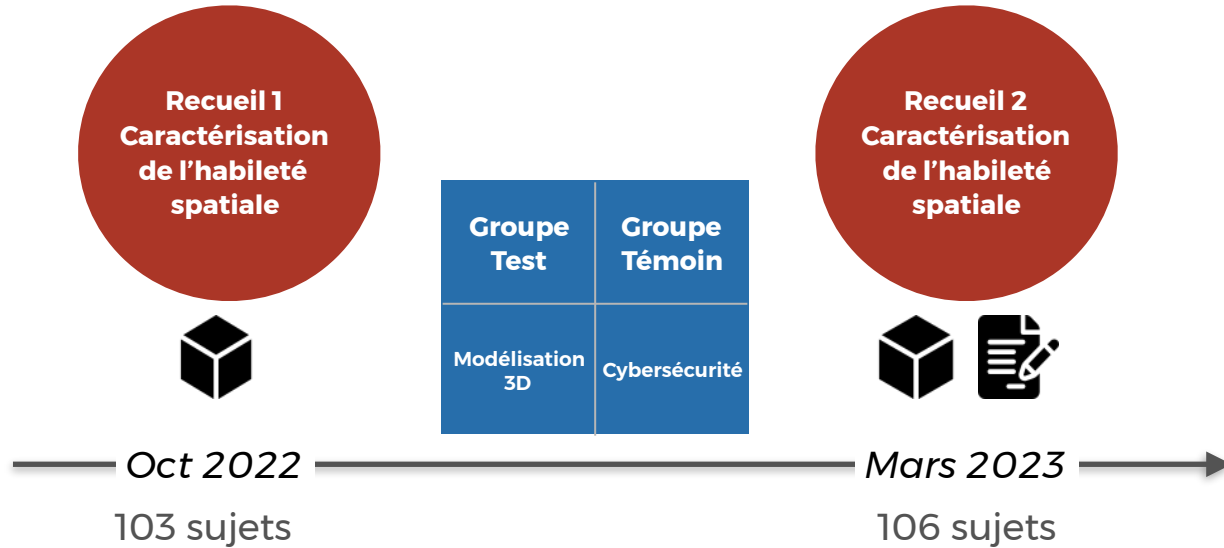 Recueil 1
Caractérisation
de l'habileté
spatiale
Groupe
Test
Groupe
Témoin
Modélisation
3D
Cybersécurité
Recueil 2
Caractérisation
de l'habileté
spatiale
Oct 2022
Mars 2023
103 sujets
106 sujets